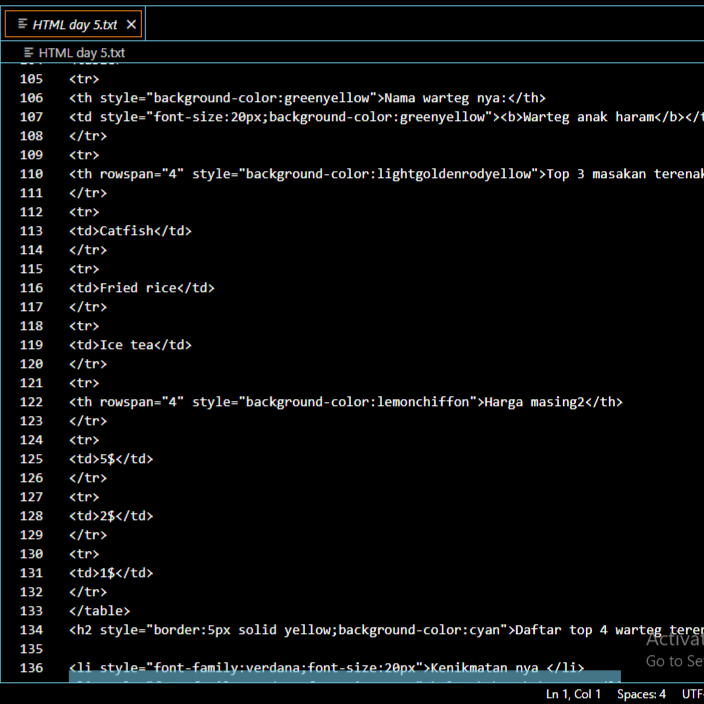 HTML day 5.txt
HTML day 5.txt
105 <tr>
106 <th style="background-color:greenyellow">Nama warteg nya:</th>
107 <td style="font-size:20px;background-color:greenyellow"><b>Warteg anak haram</b></t
108 </tr>
109 <tr>
110 <th rowspan="4" style="background-color:lightgoldenrodyellow">Top 3 masakan terenak
111 </tr>
112 <tr>
113 <td>Catfish</td>
114 </tr>
115 <tr>
116 <td>Fried rice</td>
117 </tr>
118 <tr>
119 <td>Ice tea</td>
120 </tr>
121 <tr>
122 <th rowspan="4" style="background-color:lemonchiffon">Harga masing2</th>
123 </tr>
124 <tr>
125 <td>5$</td>
126 </tr>
127 <tr>
128 <td>2$</td>
129 </tr>
130 <tr>
131 <td>1$</td>
132 </tr>
133 </table>
134 <h2 style="border:5px solid yellow;background-color:cyan">Daftar top 4 warteg teren
135
136 <li style="font-family:verdana;font-size:20px">Kenikmatan nya </li>
Activat
Go to Se
Ln 1, Col 1 Spaces: 4 UTF-